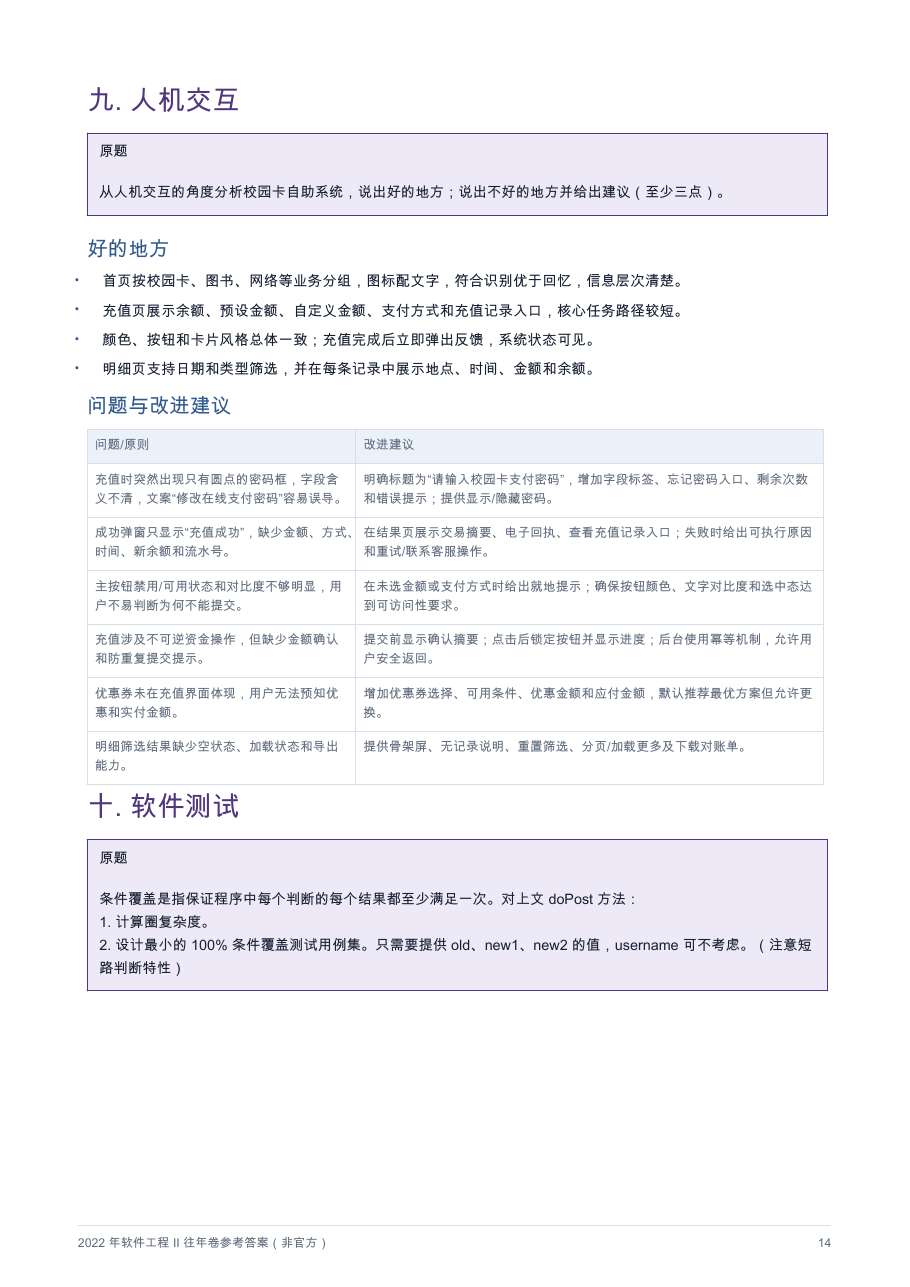 九. 人机交互
原题
从人机交互的角度分析校园卡自助系统，说出好的地方；说出不好的地方并给出建议（至少三点）。
好的地方
• 首页按校园卡、图书、网络等业务分组，图标配文字，符合识别优于回忆，信息层次清楚。
• 充值页展示余额、预设金额、自定义金额、支付方式和充值记录入口，核心任务路径较短。
• 颜色、按钮和卡片风格总体一致；充值完成后立即弹出反馈，系统状态可见。
• 明细页支持日期和类型筛选，并在每条记录中展示地点、时间、金额和余额。
问题与改进建议
问题/原则
改进建议
充值时突然出现只有圆点的密码框，字段含
义不清，文案“修改在线支付密码”容易误导。
明确标题为“请输入校园卡支付密码”，增加字段标签、忘记密码入口、剩余次数
和错误提示；提供显示/隐藏密码。
成功弹窗只显示“充值成功”，缺少金额、方式、
时间、新余额和流水号。
在结果页展示交易摘要、电子回执、查看充值记录入口；失败时给出可执行原因
和重试/联系客服操作。
主按钮禁用/可用状态和对比度不够明显，用
户不易判断为何不能提交。
在未选金额或支付方式时给出就地提示；确保按钮颜色、文字对比度和选中态达
到可访问性要求。
充值涉及不可逆资金操作，但缺少金额确认
和防重复提交提示。
提交前显示确认摘要；点击后锁定按钮并显示进度；后台使用幂等机制，允许用
户安全返回。
优惠券未在充值界面体现，用户无法预知优
惠和实付金额。
增加优惠券选择、可用条件、优惠金额和应付金额，默认推荐最优方案但允许更
换。
明细筛选结果缺少空状态、加载状态和导出
能力。
提供骨架屏、无记录说明、重置筛选、分页/加载更多及下载对账单。
十. 软件测试
原题
条件覆盖是指保证程序中每个判断的每个结果都至少满足一次。对上文 doPost 方法：
1. 计算圈复杂度。
2. 设计最小的 100% 条件覆盖测试用例集。只需要提供 old、new1、new2 的值，username 可不考虑。（注意短
路判断特性）
2022 年软件工程 II 往年卷参考答案（非官方）
14